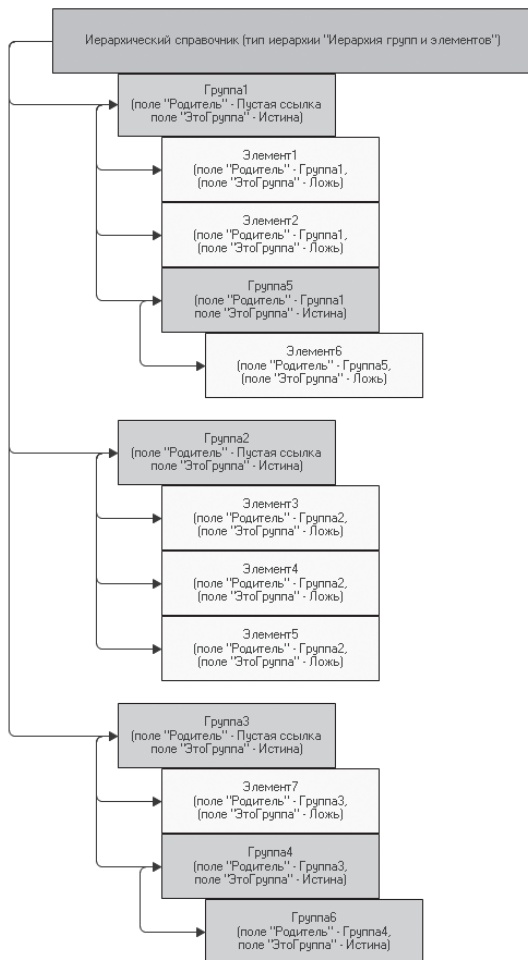 Иерархический справочник (тип иерархии "Иерархия групп и элементов")
Группа1
(поле "Родитель" - Пустая ссылка
поле "ЭтоГруппа" - Истина)
Элемент1
(поле "Родитель" - Группа1,
(поле "ЭтоГруппа" - Ложь)
Элемент2
(поле "Родитель" - Группа1,
(поле "ЭтоГруппа" - Ложь)
Группа5
(поле "Родитель" - Группа1
поле "ЭтоГруппа" - Истина)
Элемент6
(поле "Родитель" - Группа5,
(поле "ЭтоГруппа" - Ложь)
Группа2
(поле "Родитель" - Пустая ссылка
поле "ЭтоГруппа" - Истина)
Элемент3
(поле "Родитель" - Группа2,
(поле "ЭтоГруппа" - Ложь)
Элемент4
(поле "Родитель" - Группа2,
(поле "ЭтоГруппа" - Ложь)
Элемент5
(поле "Родитель" - Группа2,
(поле "ЭтоГруппа" - Ложь)
Группа3
(поле "Родитель" - Пустая ссылка
поле "ЭтоГруппа" - Истина)
Элемент7
(поле "Родитель" - Группа3,
(поле "ЭтоГруппа" - Ложь)
Группа4
(поле "Родитель" - Группа3,
поле "ЭтоГруппа" - Истина)
Группа6
(поле "Родитель" - Группа4,
поле "ЭтоГруппа" - Истина)